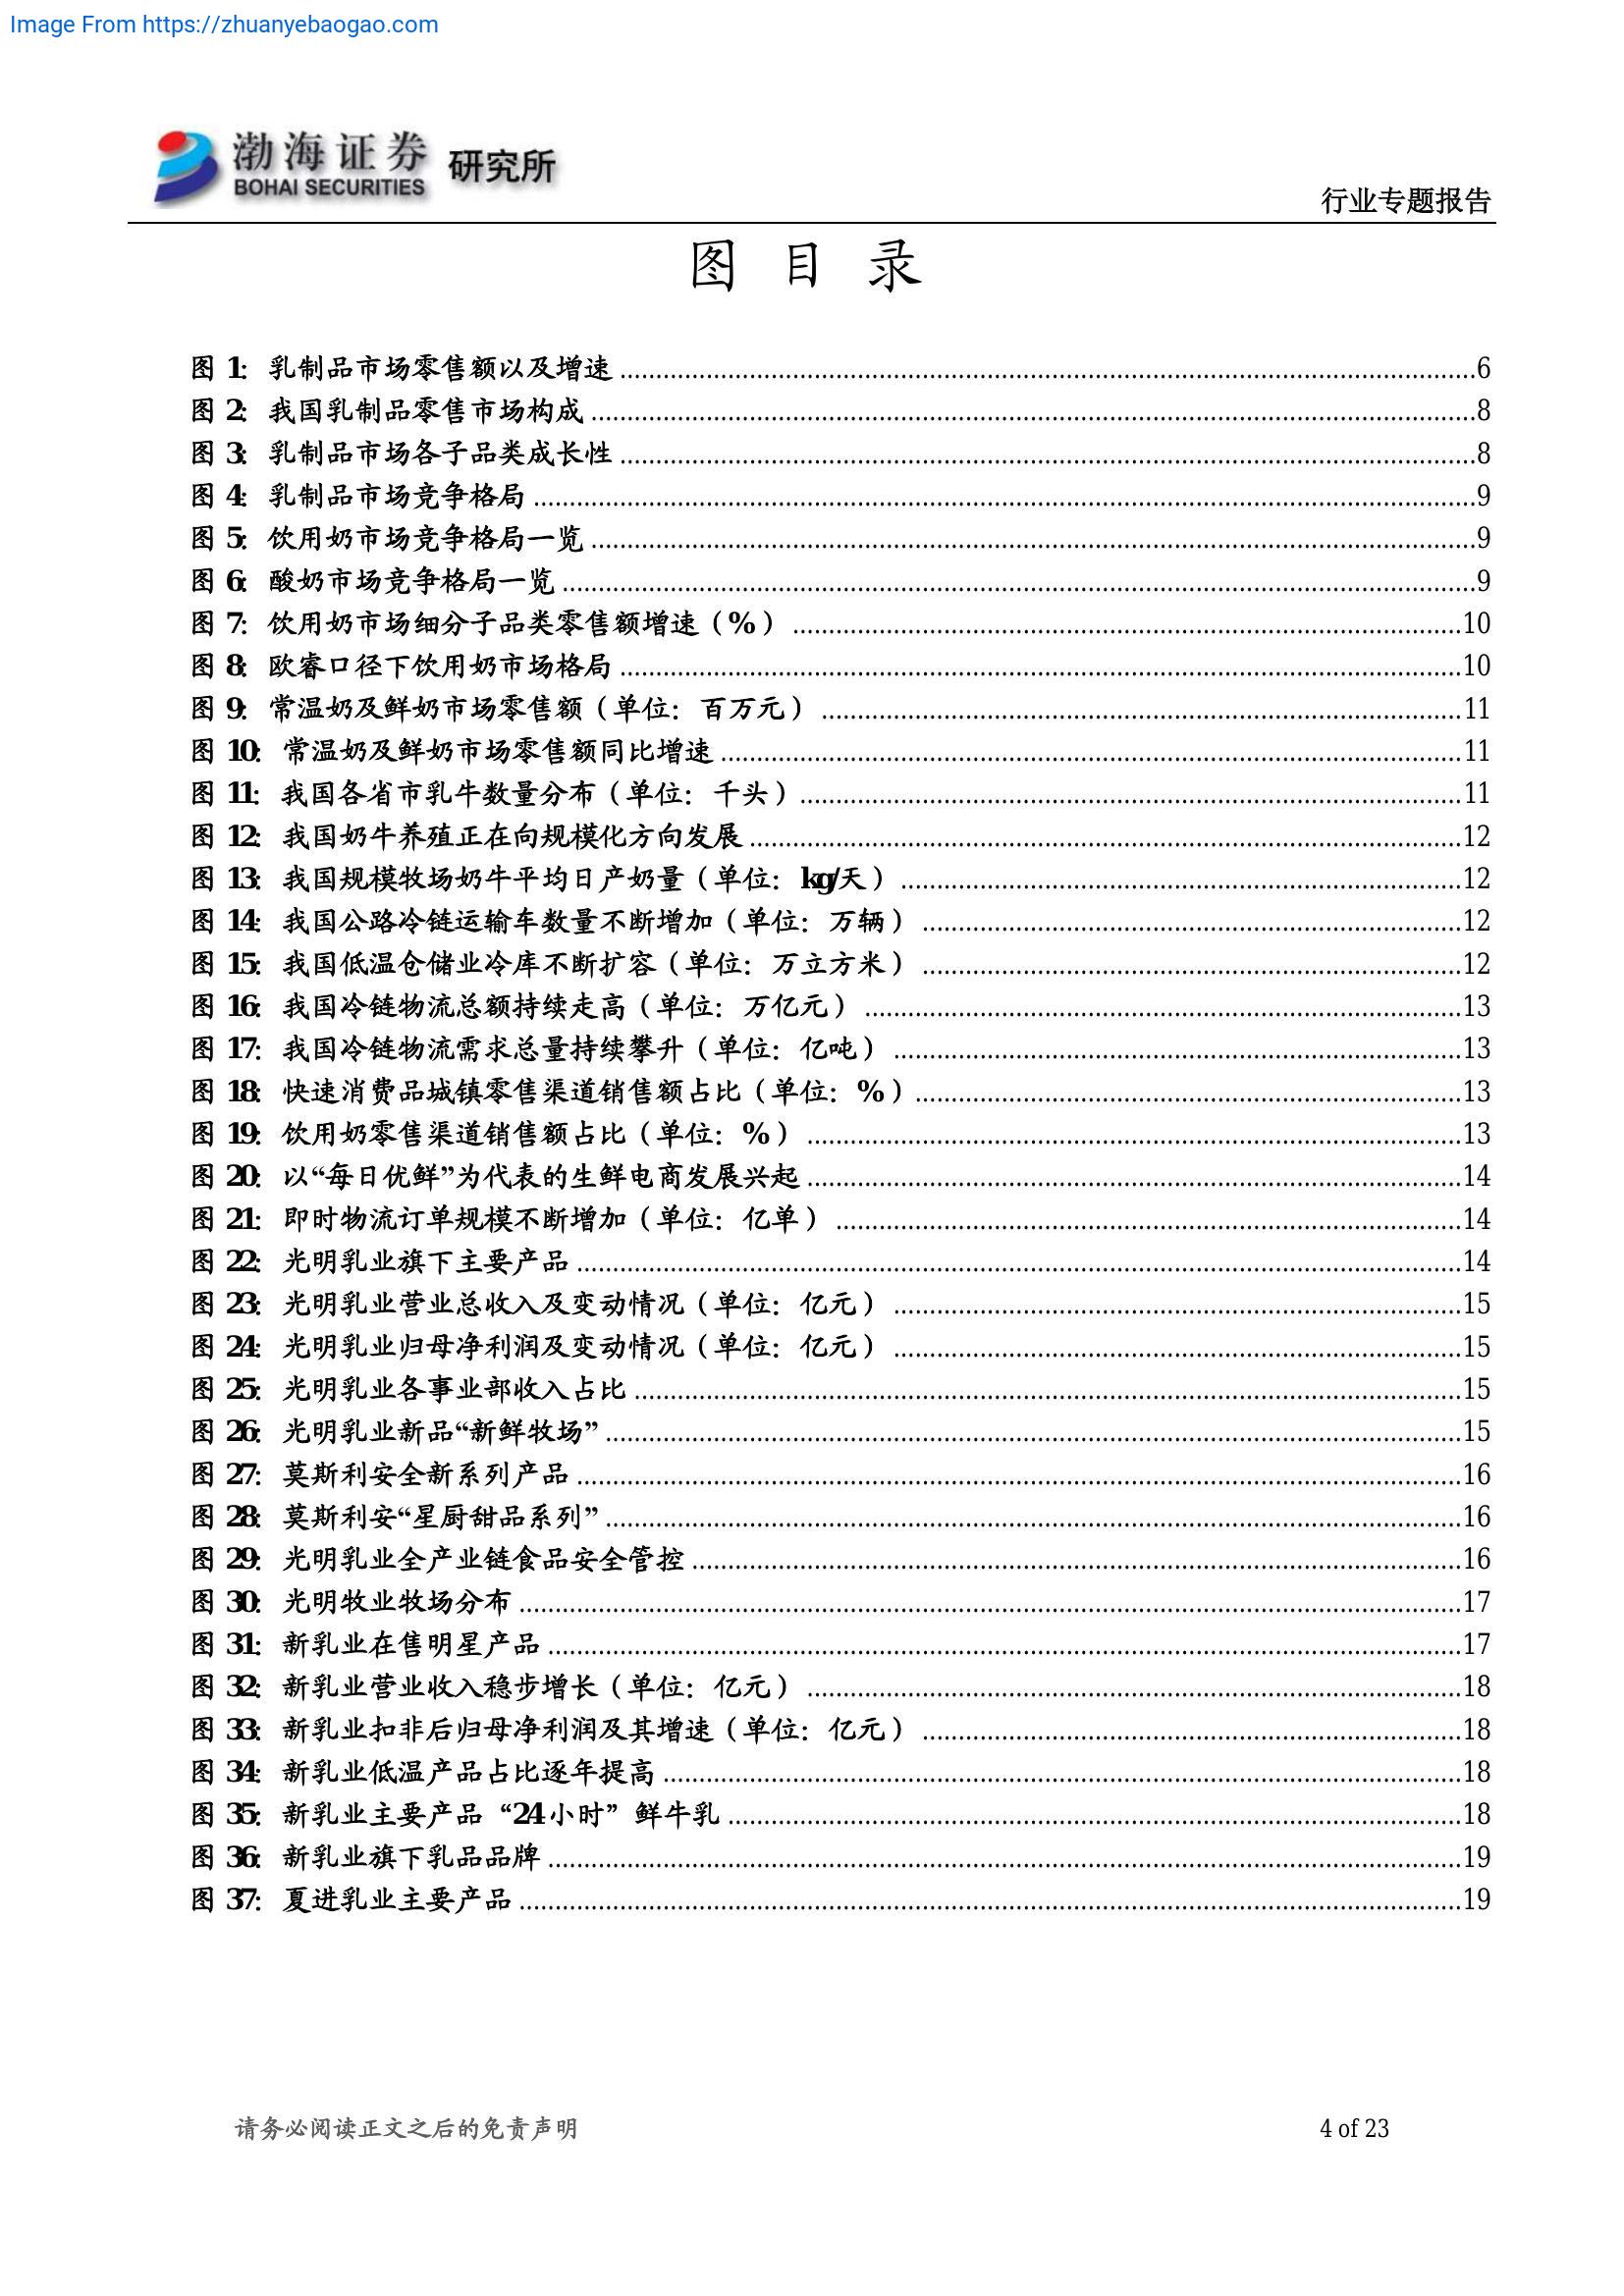 Image From https://zhuanyebaogao.com
渤海证券 研究所
BOHAI SECURITIES
行业专题报告
图 目 录
图 1: 乳制品市场零售额以及增速 6
图 2: 我国乳制品零售市场构成 8
图 3: 乳制品市场各子品类成长性 8
图 4: 乳制品市场竞争格局 9
图 5: 饮用奶市场竞争格局一览 9
图 6: 酸奶市场竞争格局一览 9
图 7: 饮用奶市场细分子品类零售额增速（%） 10
图 8: 欧睿口径下饮用奶市场格局 10
图 9: 常温奶及鲜奶市场零售额（单位：百万元） 11
图 10: 常温奶及鲜奶市场零售额同比增速 11
图 11: 我国各省市乳牛数量分布（单位：千头） 11
图 12: 我国奶牛养殖正在向规模化方向发展 12
图 13: 我国规模牧场奶牛平均日产奶量（单位：kg/天） 12
图 14: 我国公路冷链运输车数量不断增加（单位：万辆） 12
图 15: 我国低温仓储业冷库不断扩容（单位：万立方米） 12
图 16: 我国冷链物流总额持续走高（单位：万亿元） 13
图 17: 我国冷链物流需求总量持续攀升（单位：亿吨） 13
图 18: 快速消费品城镇零售渠道销售额占比（单位：%） 13
图 19: 饮用奶零售渠道销售额占比（单位：%） 13
图 20: 以“每日优鲜”为代表的生鲜电商发展兴起 14
图 21: 即时物流订单规模不断增加（单位：亿单） 14
图 22: 光明乳业旗下主要产品 14
图 23: 光明乳业营业总收入及变动情况（单位：亿元） 15
图 24: 光明乳业归母净利润及变动情况（单位：亿元） 15
图 25: 光明乳业各事业部收入占比 15
图 26: 光明乳业新品“新鲜牧场” 15
图 27: 莫斯利安全新系列产品 16
图 28: 莫斯利安“星厨甜品系列” 16
图 29: 光明乳业全产业链食品安全管控 16
图 30: 光明牧业牧场分布 17
图 31: 新乳业在售明星产品 17
图 32: 新乳业营业收入稳步增长（单位：亿元） 18
图 33: 新乳业扣非后归母净利润及其增速（单位：亿元） 18
图 34: 新乳业低温产品占比逐年提高 18
图 35: 新乳业主要产品“24小时”鲜牛乳 18
图 36: 新乳业旗下乳品品牌 19
图 37: 夏进乳业主要产品 19
请务必阅读正文之后的免责声明 4 of 23